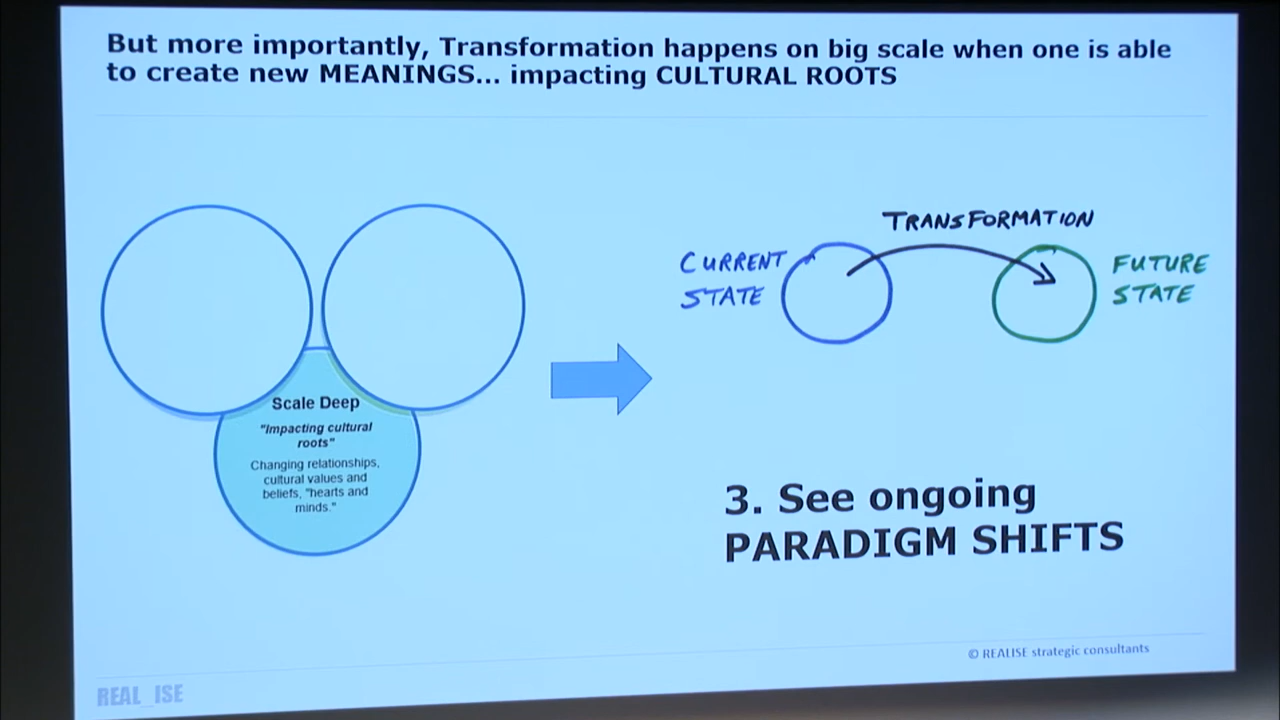 But more importantly, Transformation happens on big scale when one is able
to create new MEANINGS... impacting CULTURAL ROOTS
Scale Deep
"Impacting cultural
roots"
Changing relationships,
cultural values and
beliefs, "hearts and
minds."
TRANSFORMATION
CURRENT
STATE
FUTURE
STATE
3. See ongoing
PARADIGM SHIFTS
© REALISE strategic consultants
REAL_ISE